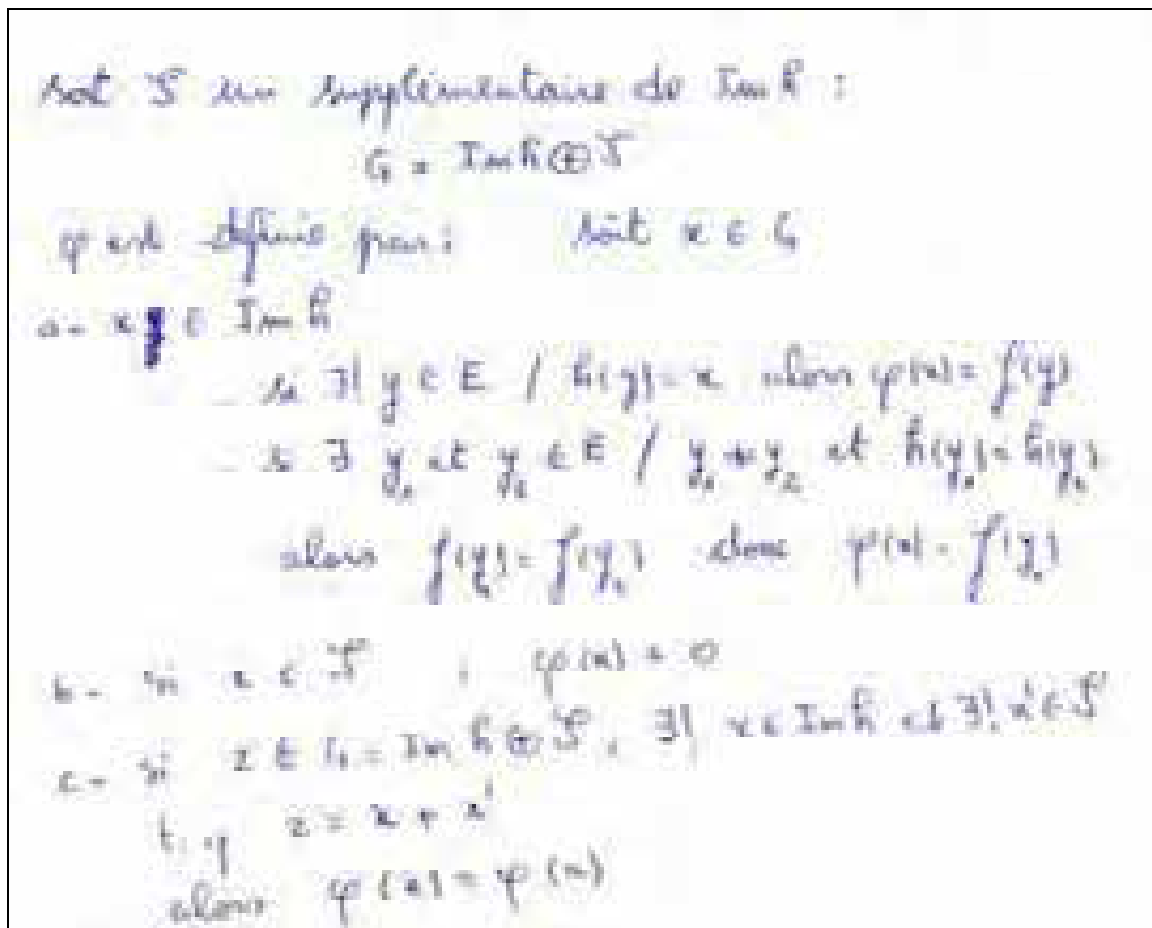 soit S un supplémentaire de Im h :
G = Im h ⊕ S
φ est définie par : soit x ∈ G
a- x ∈ Im h
- si ∃! y ∈ E / h(y) = x alors φ(x) = f(y)
- si ∃ y₁ et y₂ ∈ E / y₁ ≠ y₂ et h(y₁) = h(y₂)
alors f(y₁) = f(y₂) donc φ(x) = f(y₁)
b- si x ∈ S , φ(x) = 0
c- si z ∈ G = Im h ⊕ S, ∃! x ∈ Im h et ∃! x' ∈ S
t.q z = x + x'
alors φ(z) = φ(x)